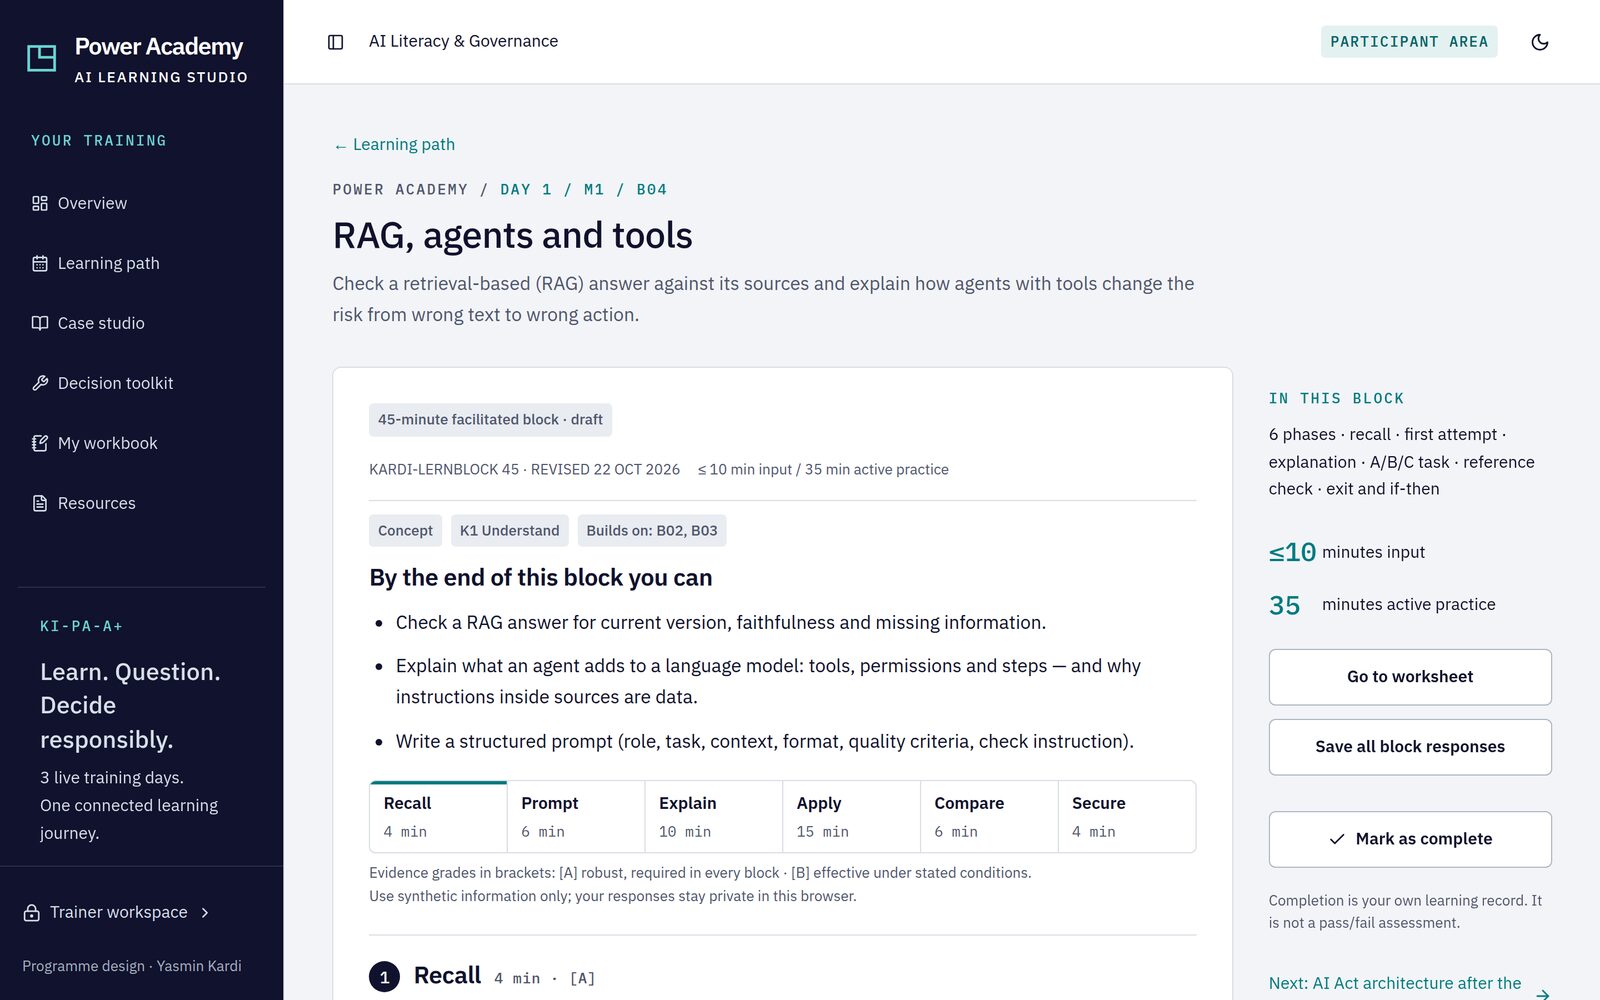 Power Academy
AI LEARNING STUDIO
YOUR TRAINING
Overview
Learning path
Case studio
Decision toolkit
My workbook
Resources
KI-PA-A+
Learn. Question.
Decide
responsibly.
3 live training days.
One connected learning
journey.
Trainer workspace
Programme design · Yasmin Kardi
AI Literacy & Governance
PARTICIPANT AREA
← Learning path
POWER ACADEMY / DAY 1 / M1 / B04
RAG, agents and tools
Check a retrieval-based (RAG) answer against its sources and explain how agents with tools change the
risk from wrong text to wrong action.
45-minute facilitated block · draft
KARDI-LERNBLOCK 45 · REVISED 22 OCT 2026 ≤ 10 min input / 35 min active practice
Concept K1 Understand Builds on: B02, B03
By the end of this block you can
• Check a RAG answer for current version, faithfulness and missing information.
• Explain what an agent adds to a language model: tools, permissions and steps — and why
instructions inside sources are data.
• Write a structured prompt (role, task, context, format, quality criteria, check instruction).
Recall Prompt Explain Apply Compare Secure
4 min 6 min 10 min 15 min 6 min 4 min
Evidence grades in brackets: [A] robust, required in every block · [B] effective under stated conditions.
Use synthetic information only; your responses stay private in this browser.
1 Recall 4 min · [A]
IN THIS BLOCK
6 phases · recall · first attempt ·
explanation · A/B/C task · reference
check · exit and if-then
≤10 minutes input
35 minutes active practice
Go to worksheet
Save all block responses
Mark as complete
Completion is your own learning record. It
is not a pass/fail assessment.
Next: AI Act architecture after the